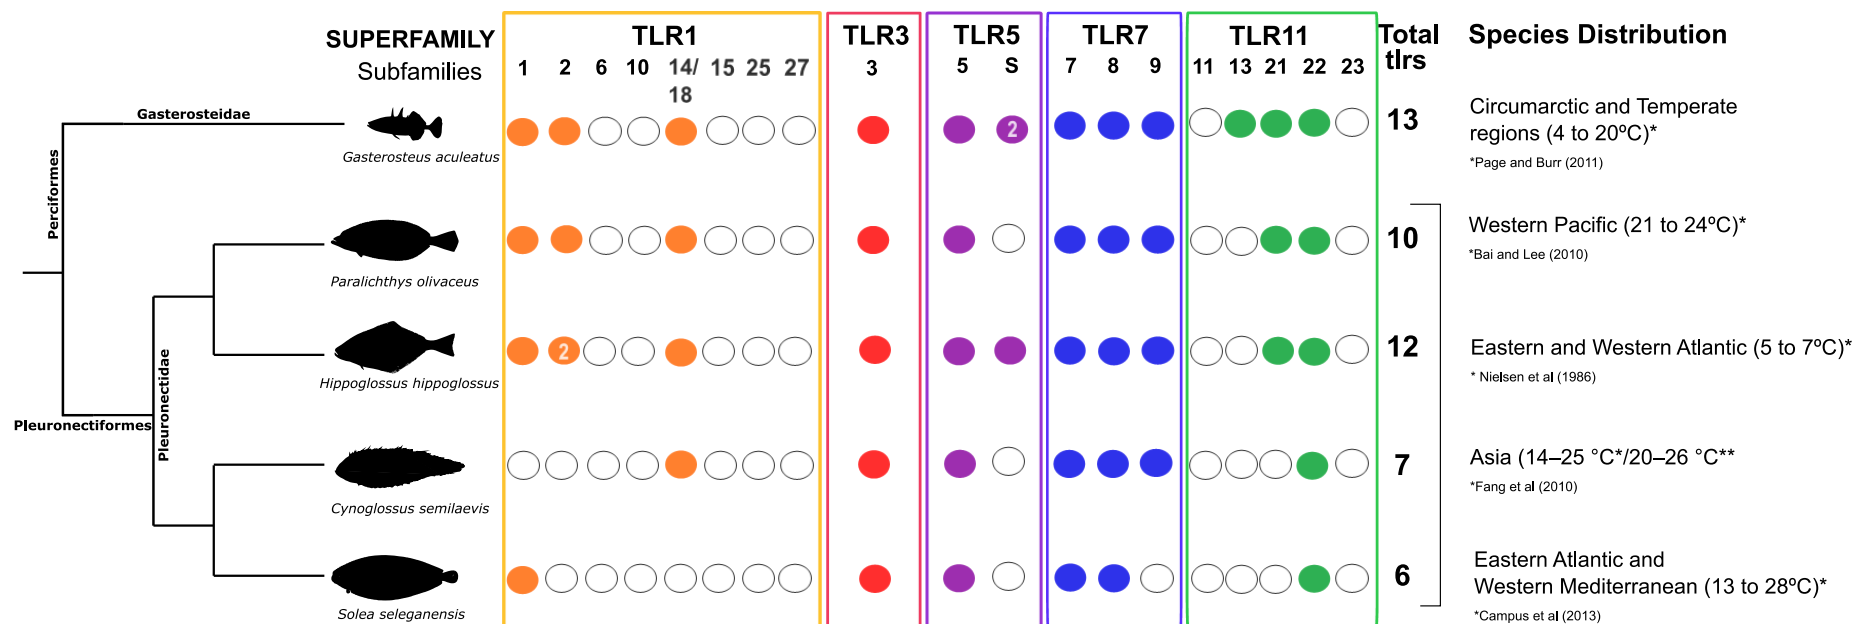 SUPERFAMILY TLR1 TLR3 TLR5 TLR7 TLR11 Total tlrs Species Distribution
Subfamilies 1 2 6 10 14/18 15 25 27 3 5 S 7 8 9 11 13 21 22 23
Perciformes
Gasterosteidae
Gasterosteus aculeatus
2
13
Circumarctic and Temperate
regions (4 to 20ºC)*
*Page and Burr (2011)
Paralichthys olivaceus
10
Western Pacific (21 to 24ºC)*
*Bai and Lee (2010)
Pleuronectiformes
Pleuronectidae
Hippoglossus hippoglossus
2
12
Eastern and Western Atlantic (5 to 7ºC)*
* Nielsen et al (1986)
Cynoglossus semilaevis
7
Asia (14–25 °C*/20–26 °C**
*Fang et al (2010)
Solea seleganensis
6
Eastern Atlantic and
Western Mediterranean (13 to 28ºC)*
*Campus et al (2013)